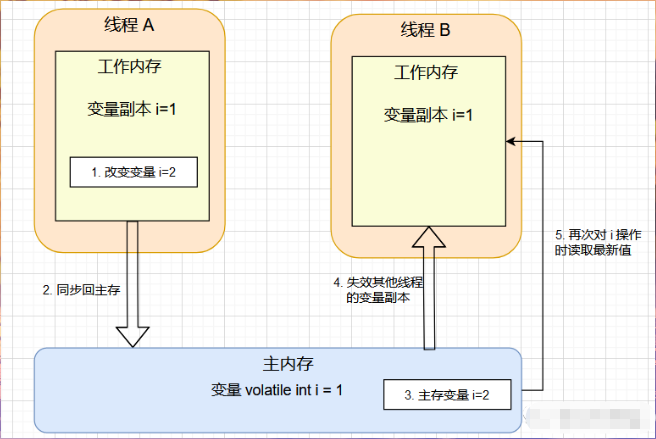 线程 A
工作内存
变量副本 i=1
1. 改变变量 i=2
线程 B
工作内存
变量副本 i=1
2. 同步回主存
4. 失效其他线程
的变量副本
5. 再次对 i 操作
时读取最新值
主内存
变量 volatile int i = 1
3. 主存变量 i=2